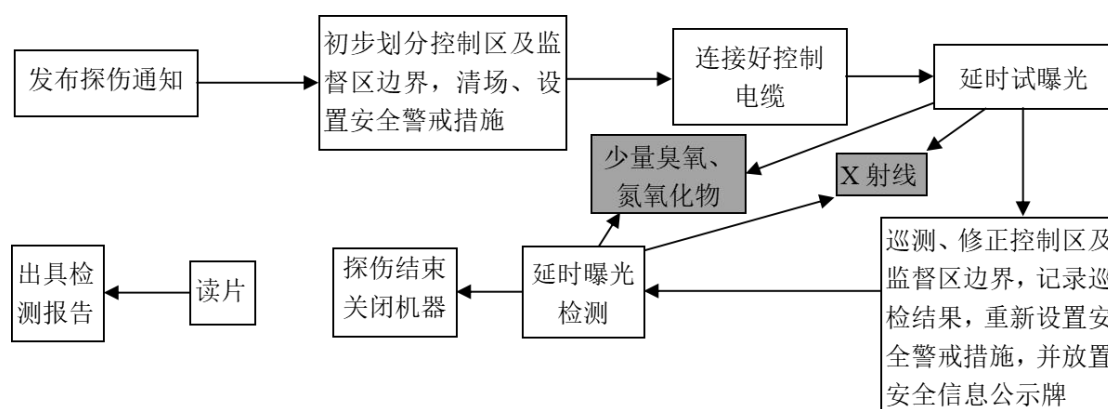 发布探伤通知
初步划分控制区及监
督区边界，清场、设
置安全警戒措施
连接好控制
电缆
延时试曝光
少量臭氧、
氮氧化物
X 射线
巡测、修正控制区及
监督区边界，记录巡
检结果，重新设置安
全警戒措施，并放置
安全信息公示牌
延时曝光
检测
探伤结束
关闭机器
读片
出具检
测报告